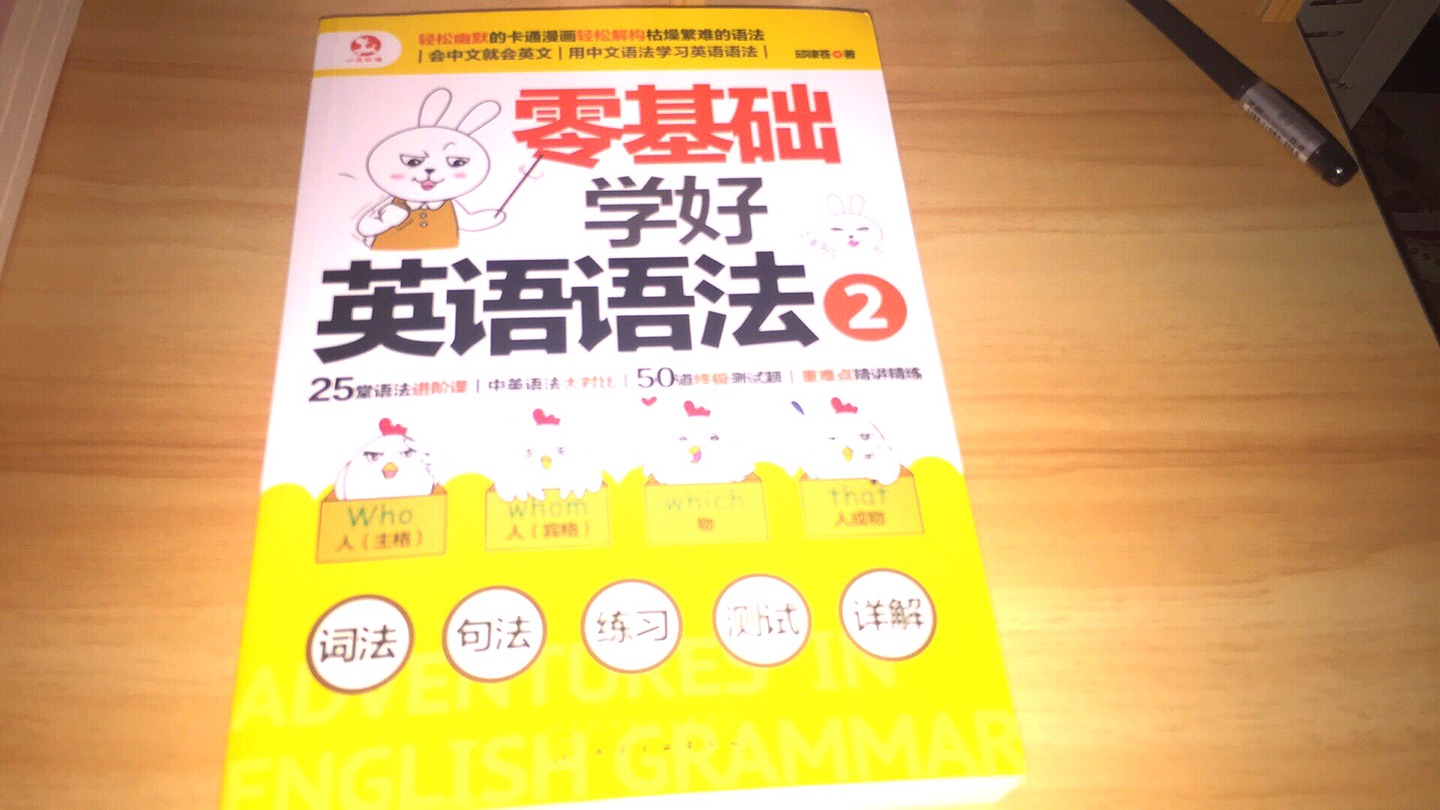 轻松幽默的卡通漫画轻松解构枯燥繁难的语法
|会中文就会英文|用中文语法学习英语语法|
著
零基础
学好
英语语法 2
25堂语法进阶课|中英语法大对比|50道终极测试题|重难点精讲精练
Who
人(主格)
whom
人(宾格)
which
物
that
人或物
词法 句法 练习 测试 详解
ADVENTURES IN
ENGLISH GRAMMAR